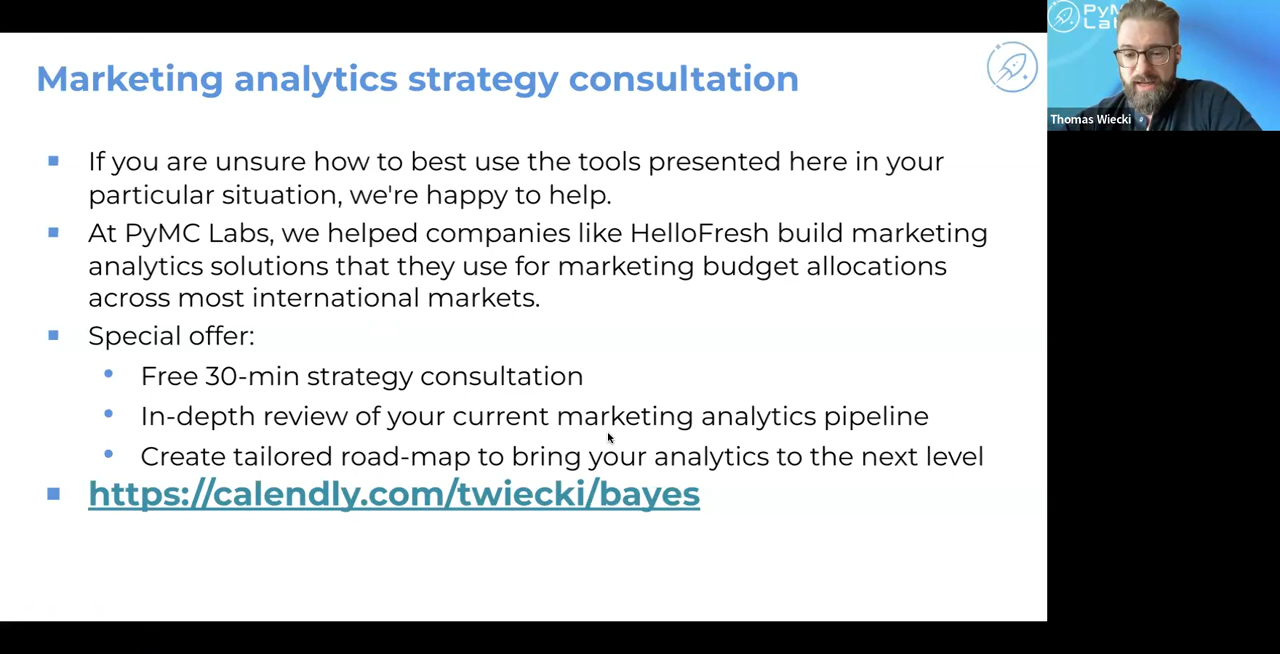 Marketing analytics strategy consultation
If you are unsure how to best use the tools presented here in your
particular situation, we're happy to help.
At PyMC Labs, we helped companies like HelloFresh build marketing
analytics solutions that they use for marketing budget allocations
across most international markets.
Special offer:
Free 30-min strategy consultation
In-depth review of your current marketing analytics pipeline
Create tailored road-map to bring your analytics to the next level
https://calendly.com/twiecki/bayes
Thomas Wiecki